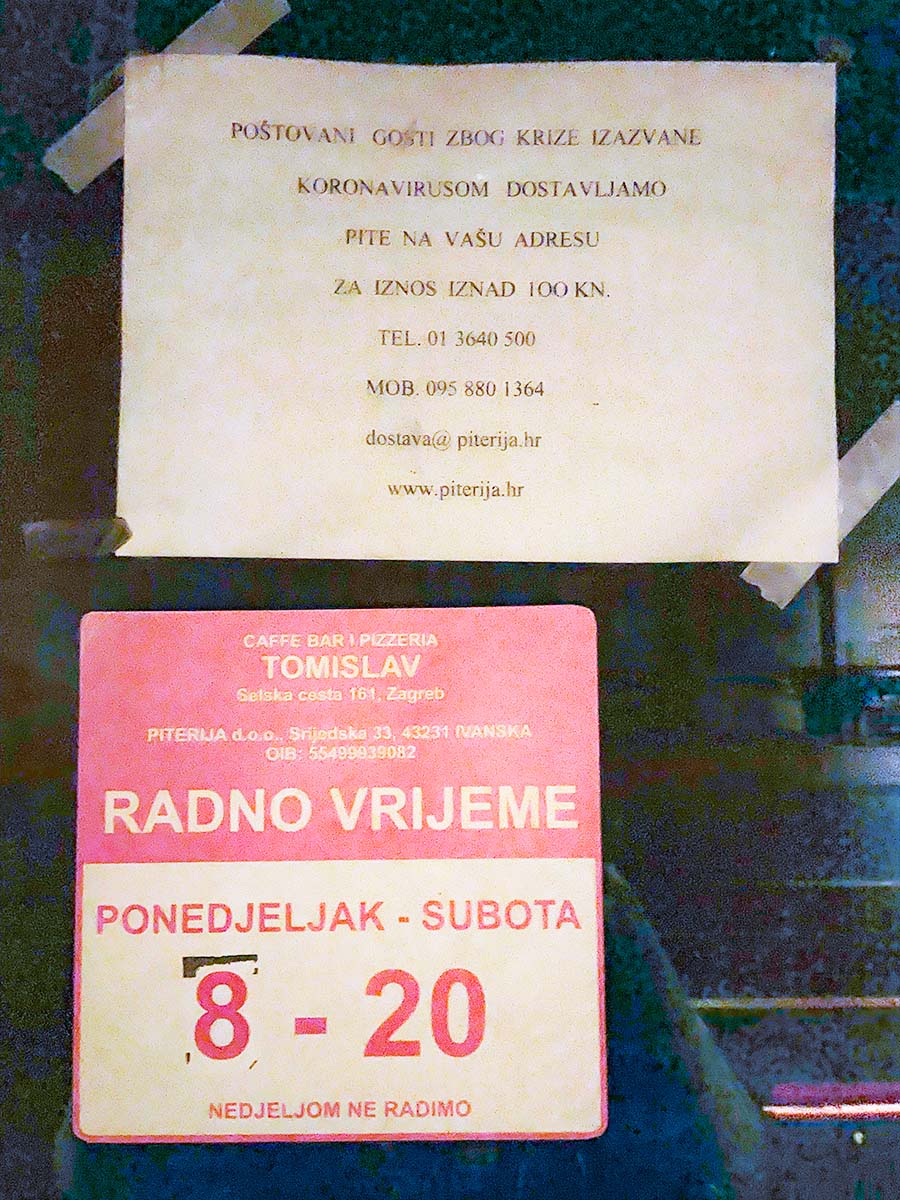 POŠTOVANI GOSTI ZBOG KRIZE IZAZVANE
KORONAVIRUSOM DOSTAVLJAMO
PITE NA VAŠU ADRESU
ZA IZNOS IZNAD 100 KN.
TEL. 01 3640 500
MOB. 095 880 1364
dostava@ piterija.hr
www.piterija.hr
CAFFE BAR I PIZZERIA
TOMISLAV
Selska cesta 161, Zagreb
PITERIJA d.o.o., Srijedska 33, 43231 IVANSKA
OIB: 55499939082
RADNO VRIJEME
PONEDJELJAK - SUBOTA
8 - 20
NEDJELJOM NE RADIMO